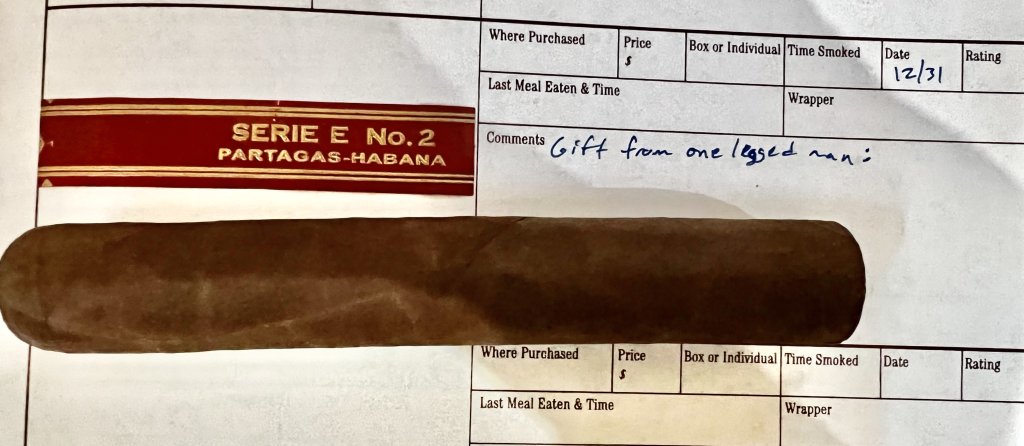 Where Purchased
Price
$
Box or Individual
Time Smoked
Date
12/31
Rating
Last Meal Eaten & Time
Wrapper
SERIE E No. 2
PARTAGAS-HABANA
Comments Gift from one legged man:
Where Purchased
Price
$
Box or Individual
Time Smoked
Date
Rating
Last Meal Eaten & Time
Wrapper